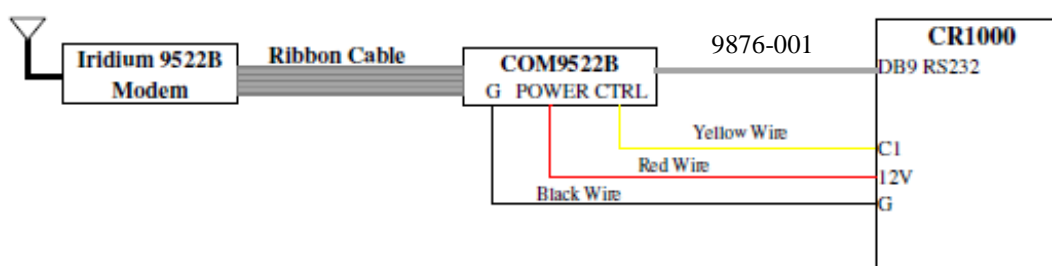 Iridium 9522B
Modem
Ribbon Cable
COM9522B
G POWER CTRL
9876-001
CR1000
DB9 RS232
Yellow Wire
C1
Red Wire
12V
Black Wire
G